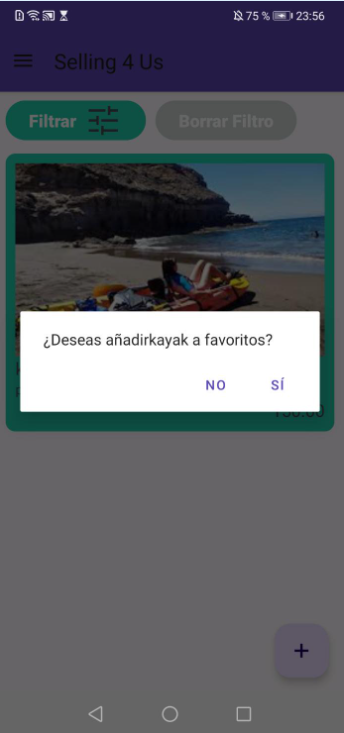 75 % 23:56
Selling 4 Us
Filtrar
Borrar Filtro
¿Deseas añadirkayak a favoritos?
NO
SÍ
150.00
+